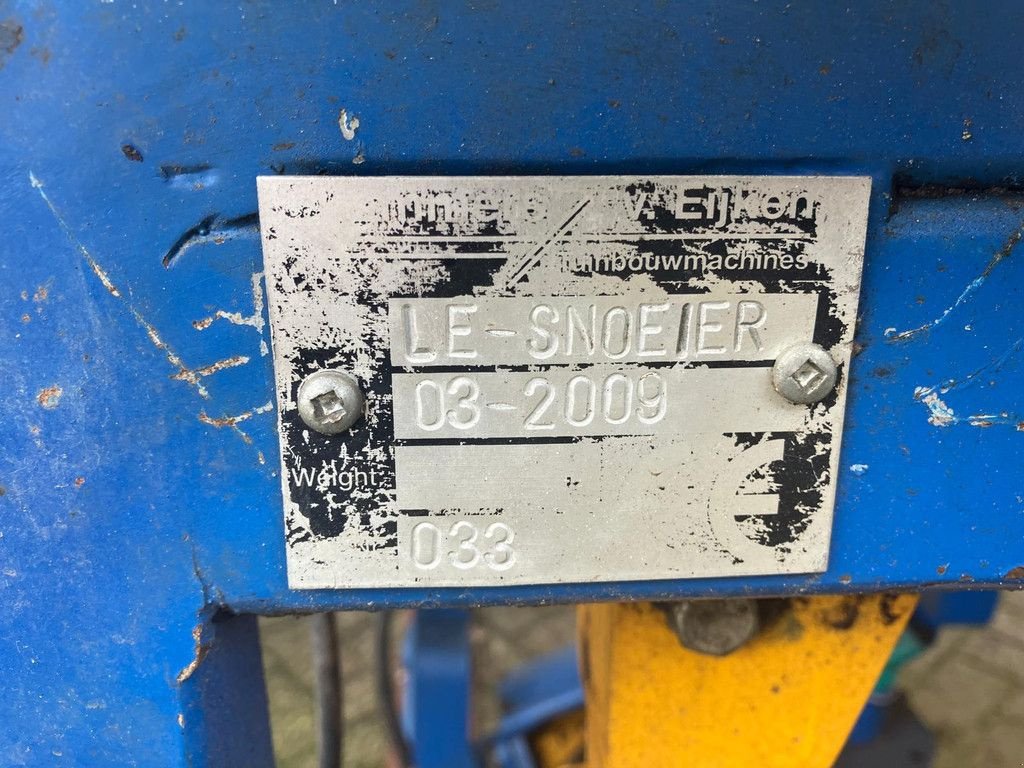 v. Eijken
tuinbouwmachines
LE-SNOEIER
03-2009
Weight
033